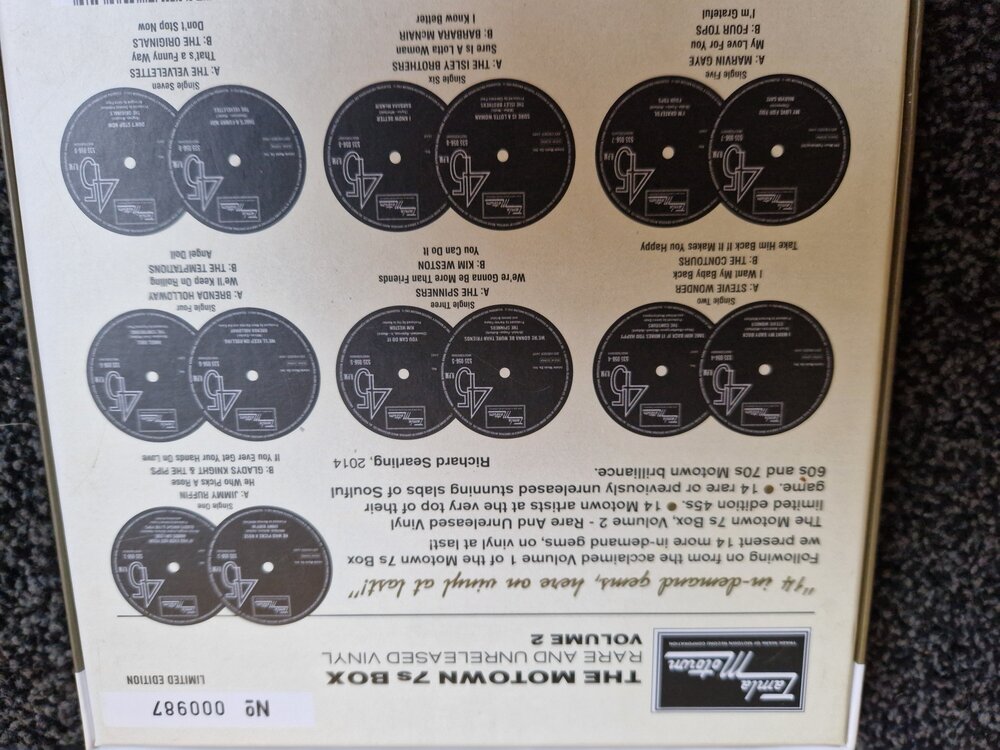 Nº 000987
LIMITED EDITION
Tamla
Motown
TRADE MARK OF MOTOWN RECORD CORPORATION
THE MOTOWN 7s BOX
RARE AND UNRELEASED VINYL
VOLUME 2
"14 in-demand gems, here on vinyl at last!"
Following on from the acclaimed Volume 1 of the Motown 7s Box
we present 14 more in-demand gems, on vinyl at last!
The Motown 7s Box, Volume 2 - Rare And Unreleased Vinyl
limited edition 45s. • 14 Motown artists at the very top of their
game. • 14 rare or previously unreleased stunning slabs of Soulful
60s and 70s Motown brilliance.
Richard Searling, 2014
Single One
A: JIMMY RUFFIN
He Who Picks A Rose
B: GLADYS KNIGHT & THE PIPS
If You Ever Get Your Hands On Love
Single Two
A: STEVIE WONDER
I Want My Baby Back
B: THE CONTOURS
Take Him Back If It Makes You Happy
Single Three
A: THE SPINNERS
We're Gonna Be More Than Friends
B: KIM WESTON
You Can Do It
Single Four
A: BRENDA HOLLOWAY
We'll Keep On Rolling
B: THE TEMPTATIONS
Angel Doll
Single Five
A: MARVIN GAYE
My Love For You
B: FOUR TOPS
I'm Grateful
Single Six
A: THE ISLEY BROTHERS
Sure Is A Lotta Woman
B: BARBARA McNAIR
I Know Better
Single Seven
A: THE VELVELETTES
That's a Funny Way
B: THE ORIGINALS
Don't Stop Now